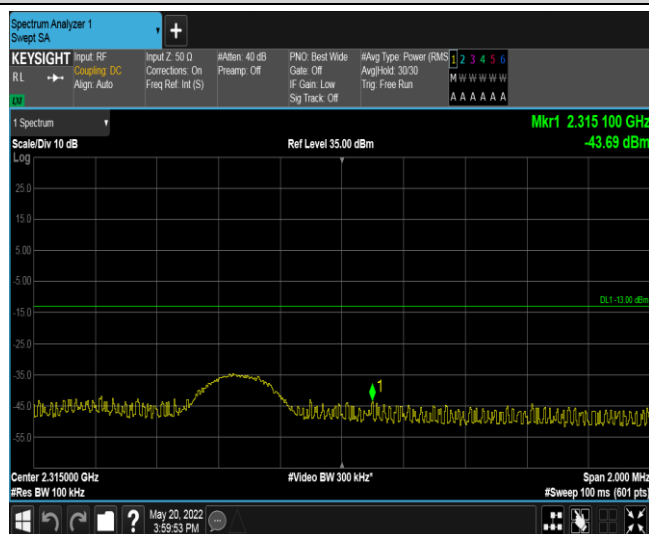 Spectrum Analyzer 1
Swept SA
KEYSIGHT Input: RF Input Z: 50 Ω #Atten: 40 dB PNO: Best Wide #Avg Type: Power (RMS 1 2 3 4 5 6
RL Coupling: DC Corrections: On Preamp: Off Gate: Off Avg|Hold: 30/30 M W W W W W
Align: Auto Freq Ref: Int (S) IF Gain: Low Trig: Free Run
LXI Sig Track: Off A A A A A A
1 Spectrum Mkr1 2.315 100 GHz
Scale/Div 10 dB Ref Level 35.00 dBm -43.69 dBm
Log
25.0
15.0
5.00
-5.00
DL1 -13.00 dBm
-15.0
-25.0
-35.0
1
-45.0
-55.0
Center 2.315000 GHz #Video BW 300 kHz* Span 2.000 MHz
#Res BW 100 kHz #Sweep 100 ms (601 pts)
? May 20, 2022
3:59:53 PM